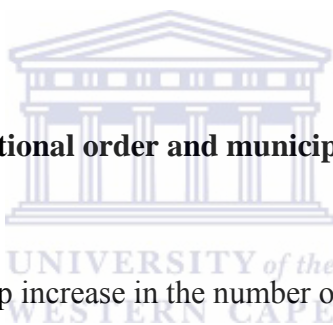 tional order and municip
UNIVERSITY of the
p increase in the number o
WESTERN CAPE